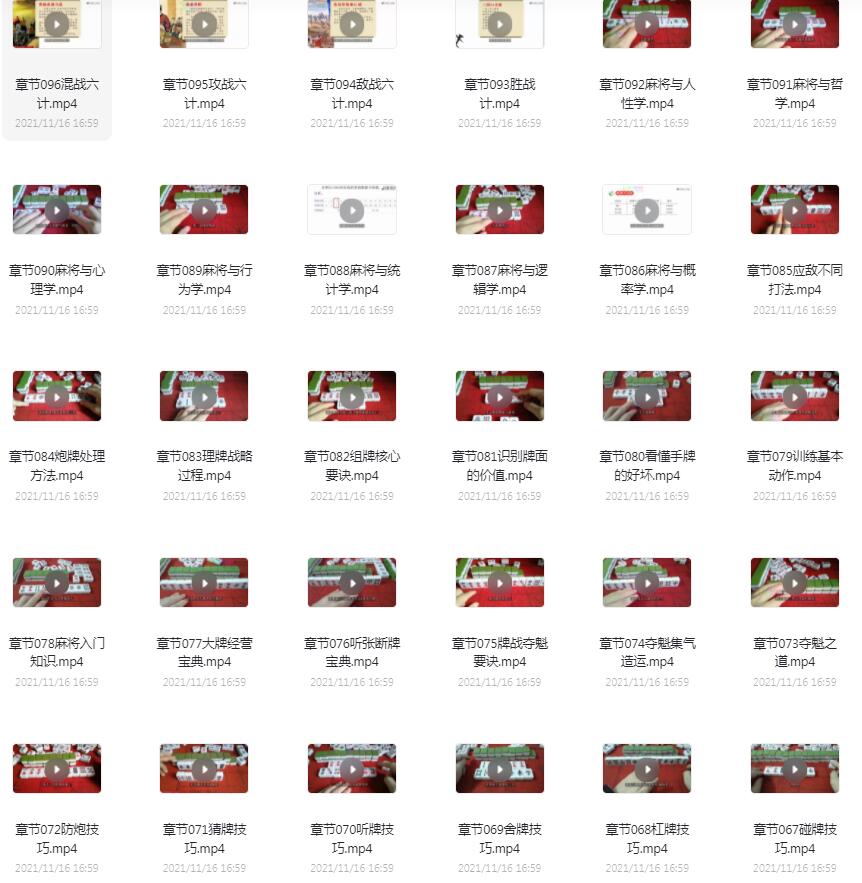 章节096混战六
计.mp4
2021/11/16 16:59
章节095攻战六
计.mp4
2021/11/16 16:59
章节094敌战六
计.mp4
2021/11/16 16:59
章节093胜战
计.mp4
2021/11/16 16:59
章节092麻将与人
性学.mp4
2021/11/16 16:59
章节091麻将与哲
学.mp4
2021/11/16 16:59
章节090麻将与心
理学.mp4
2021/11/16 16:59
章节089麻将与行
为学.mp4
2021/11/16 16:59
章节088麻将与统
计学.mp4
2021/11/16 16:59
章节087麻将与逻
辑学.mp4
2021/11/16 16:59
章节086麻将与概
率学.mp4
2021/11/16 16:59
章节085应敌不同
打法.mp4
2021/11/16 16:59
章节084炮牌处理
方法.mp4
2021/11/16 16:59
章节083理牌战略
过程.mp4
2021/11/16 16:59
章节082组牌核心
要诀.mp4
2021/11/16 16:59
章节081识别牌面
的价值.mp4
2021/11/16 16:59
章节080看懂手牌
的好坏.mp4
2021/11/16 16:59
章节079训练基本
动作.mp4
2021/11/16 16:59
章节078麻将入门
知识.mp4
2021/11/16 16:59
章节077大牌经营
宝典.mp4
2021/11/16 16:59
章节076听张断牌
宝典.mp4
2021/11/16 16:59
章节075牌战夺魁
要诀.mp4
2021/11/16 16:59
章节074夺魁集气
造运.mp4
2021/11/16 16:59
章节073夺魁之
道.mp4
2021/11/16 16:59
章节072防炮技
巧.mp4
2021/11/16 16:59
章节071猜牌技
巧.mp4
2021/11/16 16:59
章节070听牌技
巧.mp4
2021/11/16 16:59
章节069舍牌技
巧.mp4
2021/11/16 16:59
章节068杠牌技
巧.mp4
2021/11/16 16:59
章节067碰牌技
巧.mp4
2021/11/16 16:59